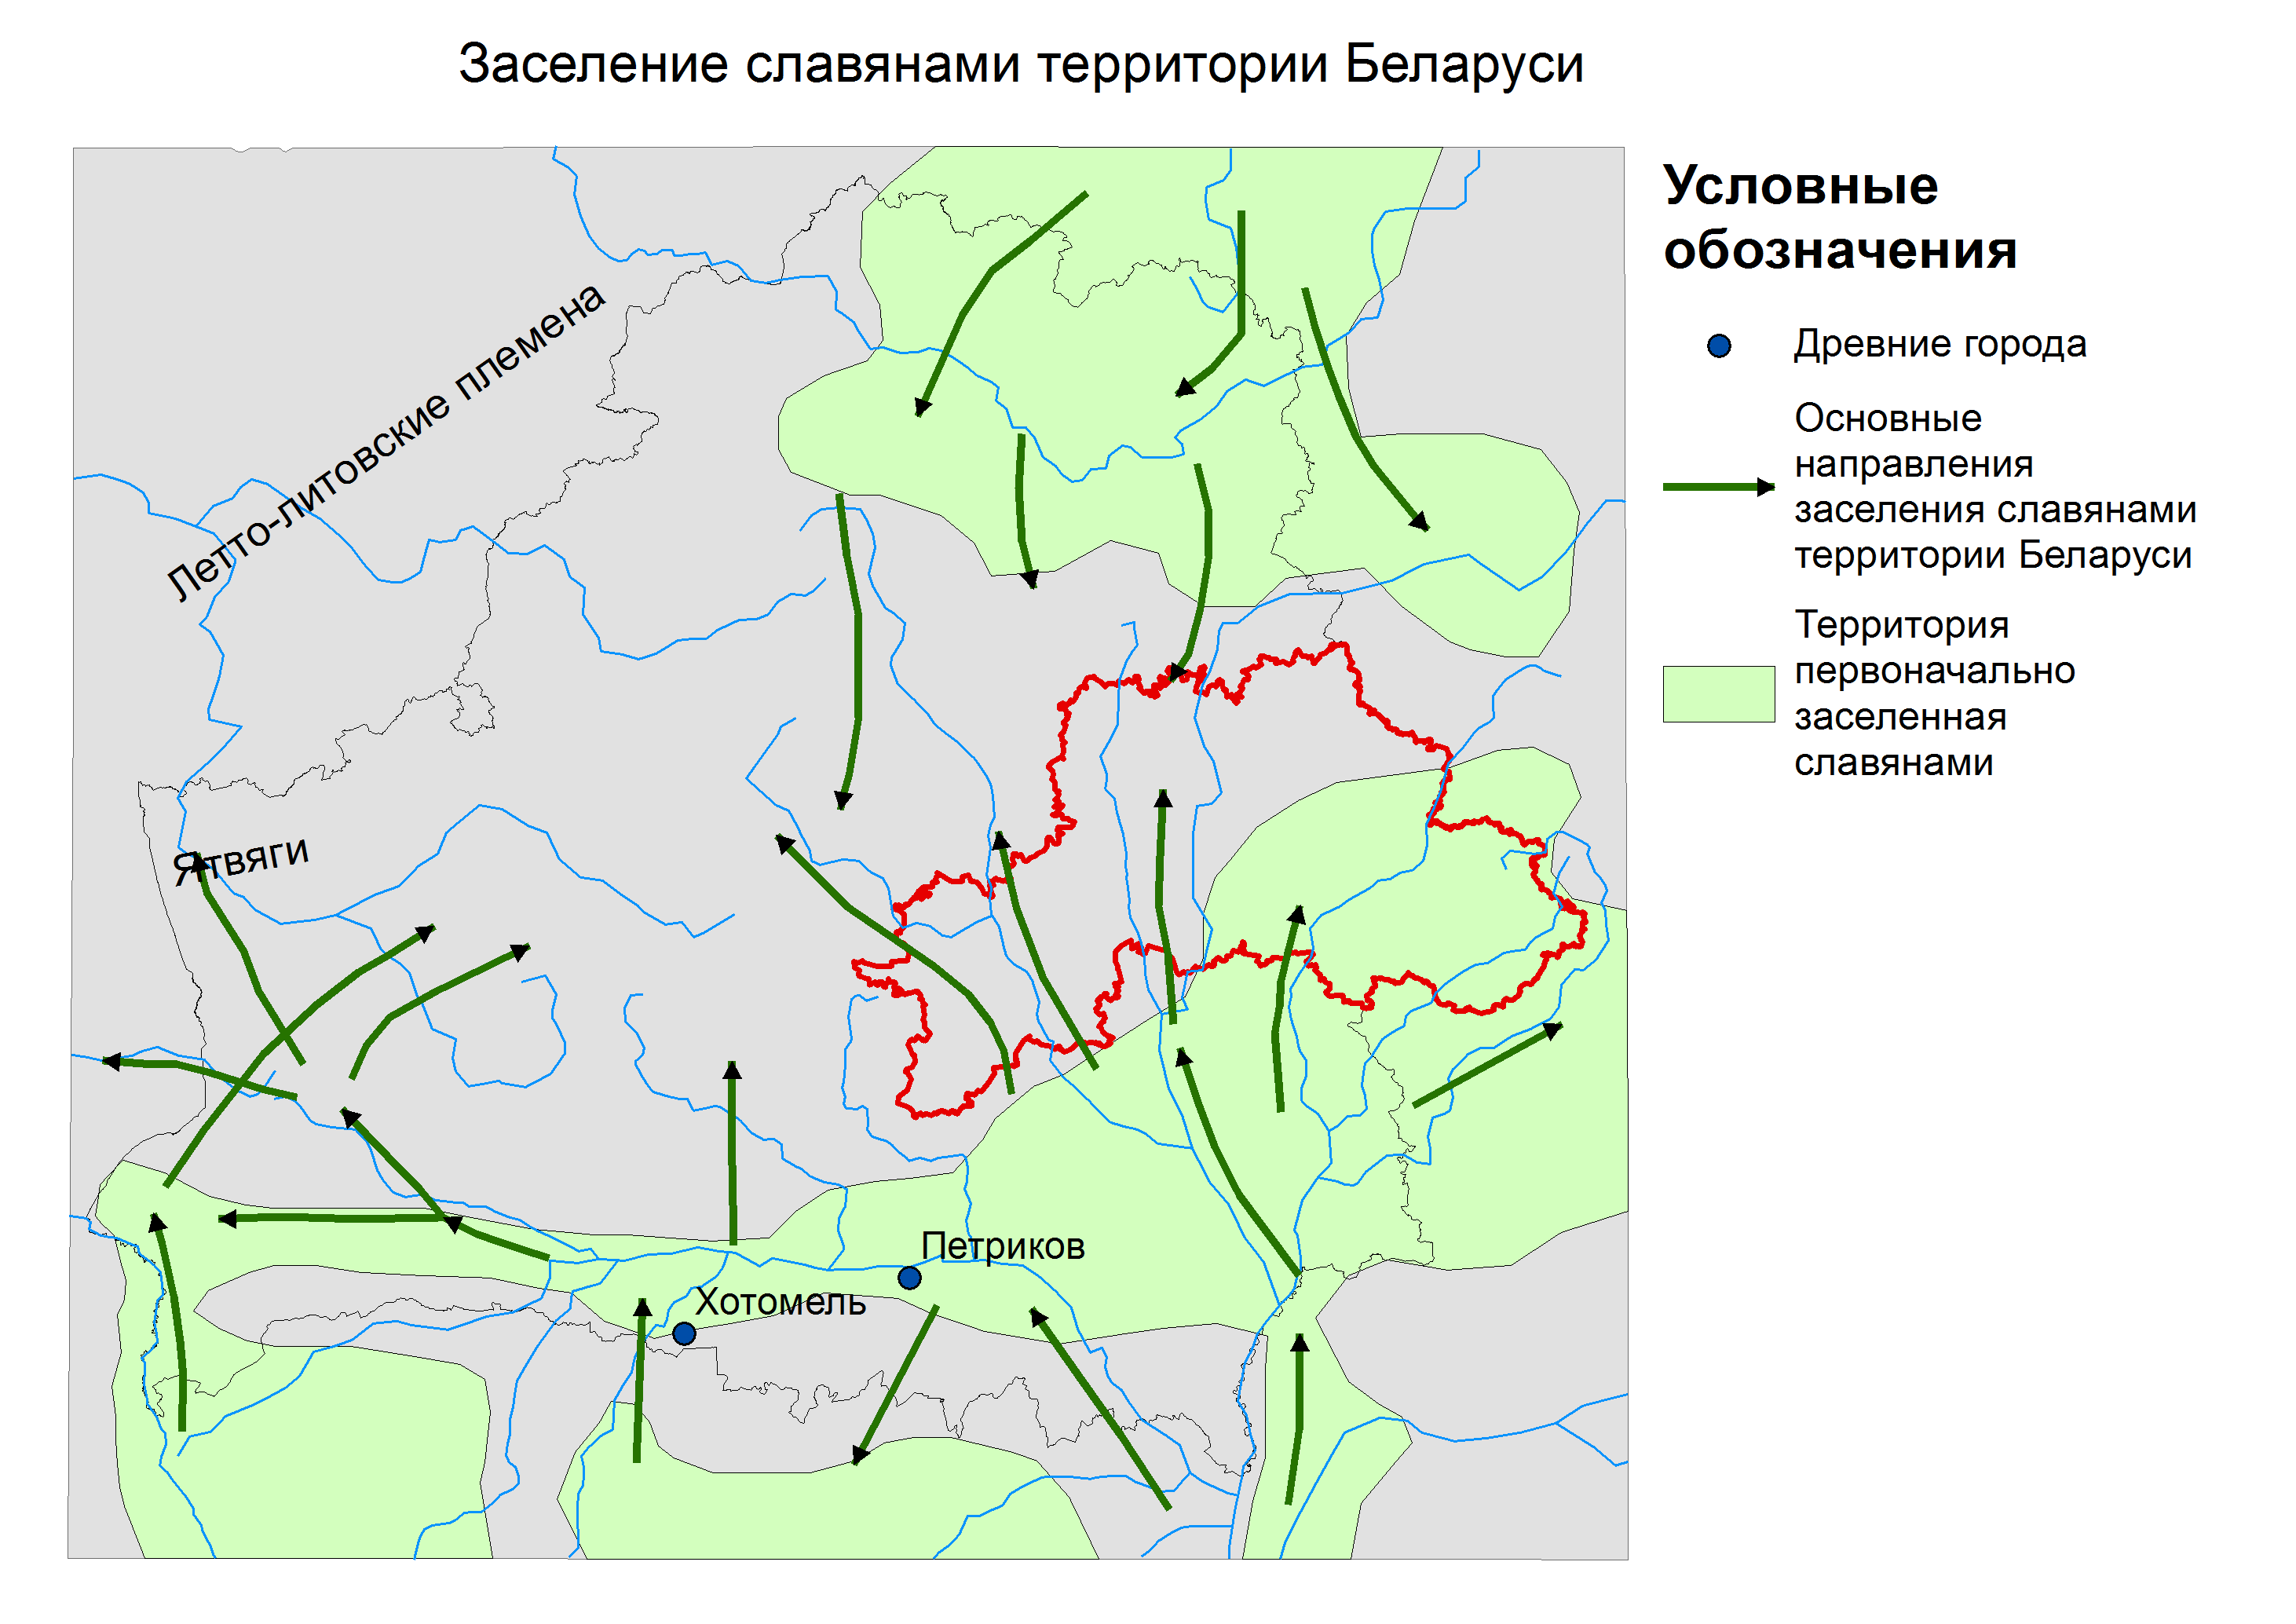 Заселение славянами территории Беларуси
Условные
обозначения
Древние города
Основные
направления
заселения славянами
территории Беларуси
Территория
первоначально
заселенная
славянами
Летто-литовские племена
Ятвяги
Петриков
Хотомель